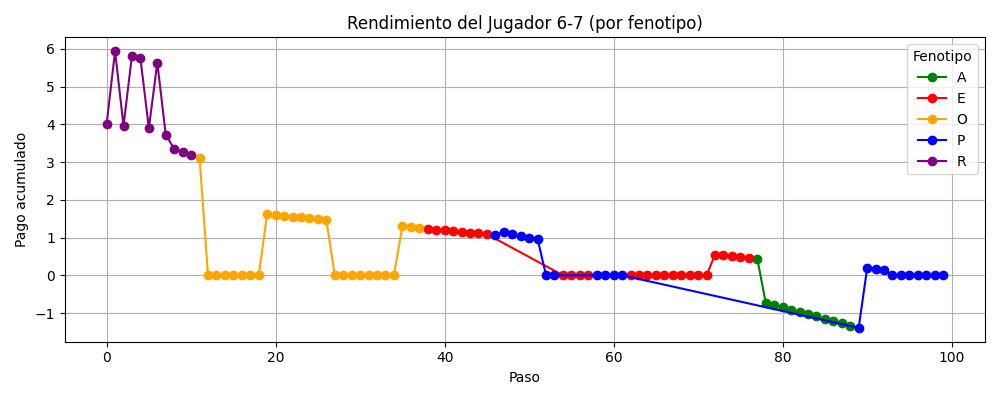 Rendimiento del Jugador 6-7 (por fenotipo)
Pago acumulado
6
5
4
3
2
1
0
−1
0 20 40 60 80 100
Paso
Fenotipo
A
E
O
P
R